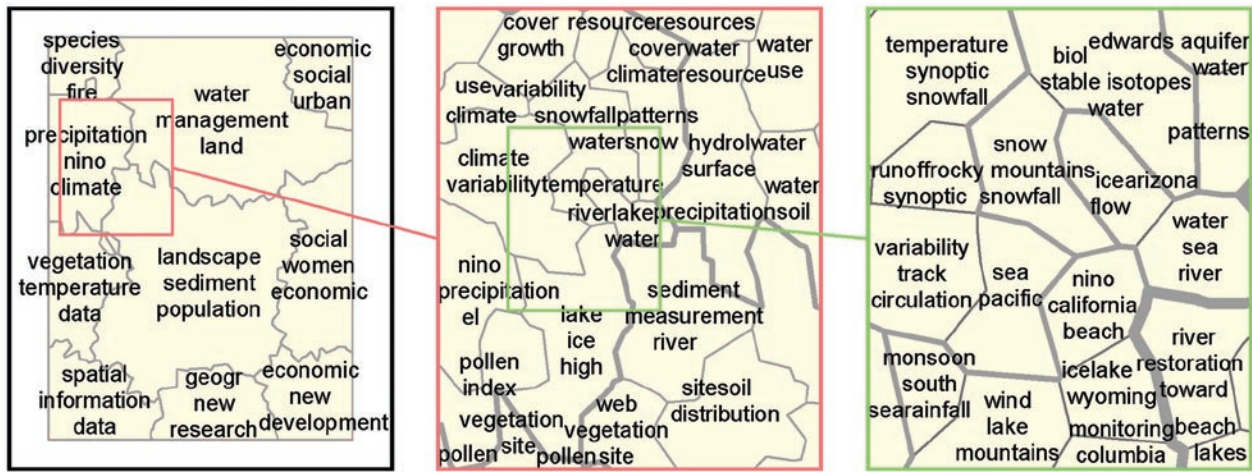 species
diversity
fire
economic
social
urban
water
management
land
precipitation
nino
climate
vegetation
temperature
data
landscape
sediment
population
social
women
economic
spatial
information
data
geogr
new
research
economic
new
development
cover resourceresources
growth coverwater water
climateresource use
usevariability
climate snowfallpatterns
watersnow hydrolwater
climate surface
variabilitytemperature water
riverlakeprecipitationsoil
water
nino
precipitation
el
sediment
measurement
river
lake
ice
high
pollen
index
sitesoil
distribution
web
vegetation vegetation
pollen site pollensite
temperature
synoptic
snowfall
biol
edwards aquifer
water
stable isotopes
water
patterns
snow
mountains
snowfall
runoffrocky
synoptic
icearizona
flow
water
sea
river
variability
track
circulation
sea
pacific
nino
california
beach
river
restoration
toward
monsoon
south
searainfall
icelake
wyoming
wind
lake
mountains
monitoring
columbia
beach
lakes